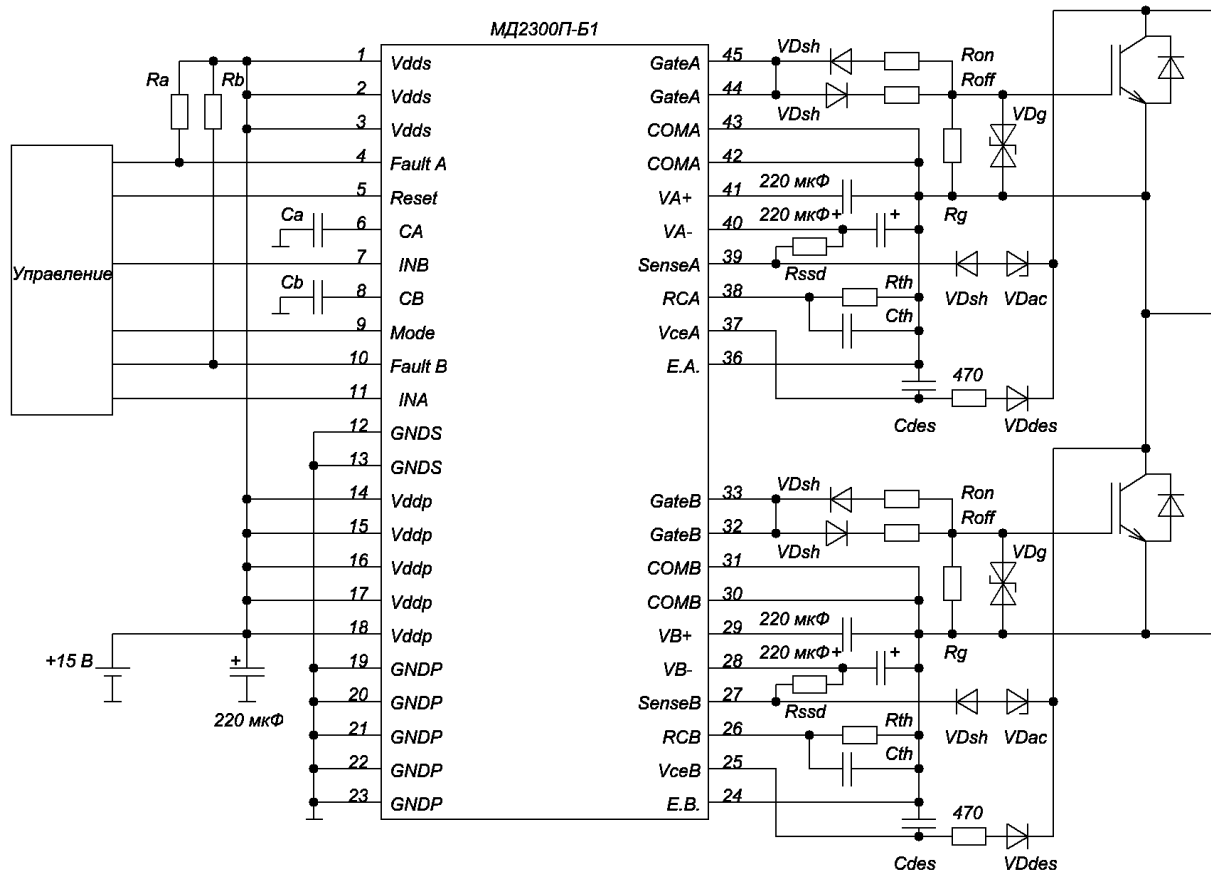 МД2300П-Б1
Управление
Ra
Rb
Ca
Cb
+15 В
+
220 мкФ
1 Vdds
2 Vdds
3 Vdds
4 Fault A
5 Reset
6 CA
7 INB
8 CB
9 Mode
10 Fault B
11 INA
12 GNDS
13 GNDS
14 Vddp
15 Vddp
16 Vddp
17 Vddp
18 Vddp
19 GNDP
20 GNDP
21 GNDP
22 GNDP
23 GNDP
GateA 45
GateA 44
COMA 43
COMA 42
VA+ 41
VA- 40
SenseA 39
RCA 38
VceA 37
E.A. 36
VDsh
Ron
Roff
VDsh
VDg
220 мкФ
Rg
220 мкФ
+
+
Rssd
VDsh
VDac
Rth
Cth
470
Cdes
VDdes
GateB 33
GateB 32
COMB 31
COMB 30
VB+ 29
VB- 28
SenseB 27
RCB 26
VceB 25
E.B. 24
VDsh
Ron
Roff
VDsh
VDg
220 мкФ
Rg
220 мкФ
+
+
Rssd
VDsh
VDac
Rth
Cth
470
Cdes
VDdes